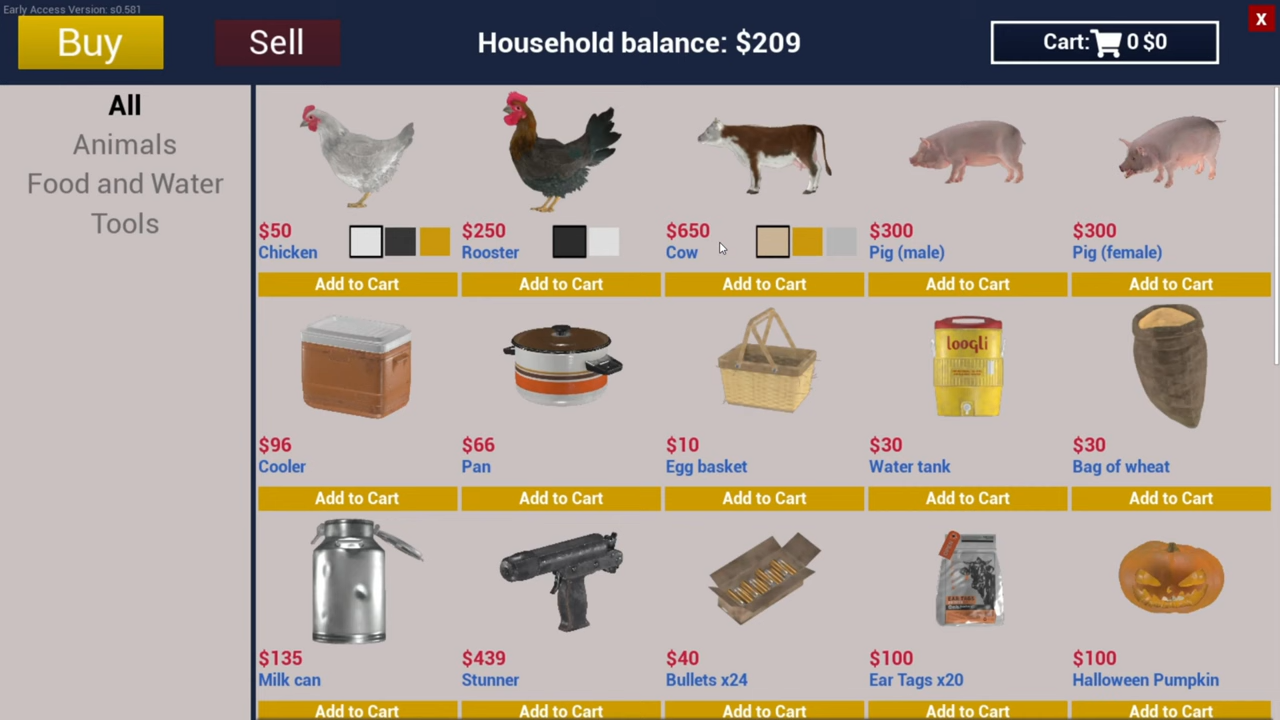 Early Access Version: s0.581
Buy
Sell
Household balance: $209
Cart: 0 $0
X
All
Animals
Food and Water
Tools
$50
Chicken
$250
Rooster
$650
Cow
$300
Pig (male)
$300
Pig (female)
Add to Cart
Add to Cart
Add to Cart
Add to Cart
Add to Cart
loogli
$96
Cooler
$66
Pan
$10
Egg basket
$30
Water tank
$30
Bag of wheat
Add to Cart
Add to Cart
Add to Cart
Add to Cart
Add to Cart
EAR TAGS
$135
Milk can
$439
Stunner
$40
Bullets x24
$100
Ear Tags x20
$100
Halloween Pumpkin
Add to Cart
Add to Cart
Add to Cart
Add to Cart
Add to Cart